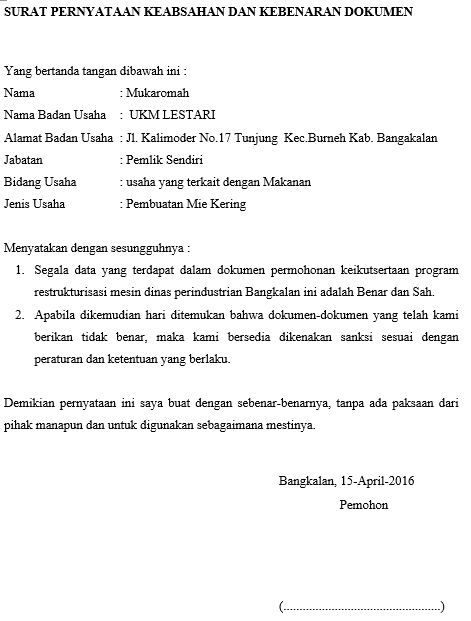 SURAT PERNYATAAN KEABSAHAN DAN KEBENARAN DOKUMEN
Yang bertanda tangan dibawah ini :
Nama : Mukaromah
Nama Badan Usaha : UKM LESTARI
Alamat Badan Usaha : Jl. Kalimoder No.17 Tunjung Kec.Burneh Kab. Bangakalan
Jabatan : Pemlik Sendiri
Bidang Usaha : usaha yang terkait dengan Makanan
Jenis Usaha : Pembuatan Mie Kering
Menyatakan dengan sesungguhnya :
1. Segala data yang terdapat dalam dokumen permohonan keikutsertaan program
restrukturisasi mesin dinas perindustrian Bangkalan ini adalah Benar dan Sah.
2. Apabila dikemudian hari ditemukan bahwa dokumen-dokumen yang telah kami
berikan tidak benar, maka kami bersedia dikenakan sanksi sesuai dengan
peraturan dan ketentuan yang berlaku.
Demikian pernyataan ini saya buat dengan sebenar-benarnya, tanpa ada paksaan dari
pihak manapun dan untuk digunakan sebagaimana mestinya.
Bangkalan, 15-April-2016
Pemohon
(.................................................)